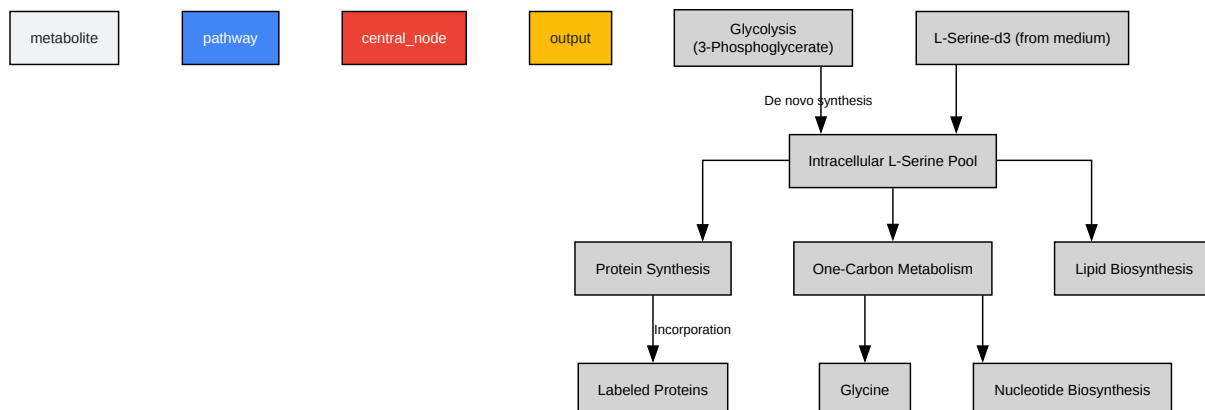 metabolite
pathway
central_node
output
Glycolysis
(3-Phosphoglycerate)
L-Serine-d3 (from medium)
De novo synthesis
Intracellular L-Serine Pool
Protein Synthesis
One-Carbon Metabolism
Lipid Biosynthesis
Incorporation
Labeled Proteins
Glycine
Nucleotide Biosynthesis